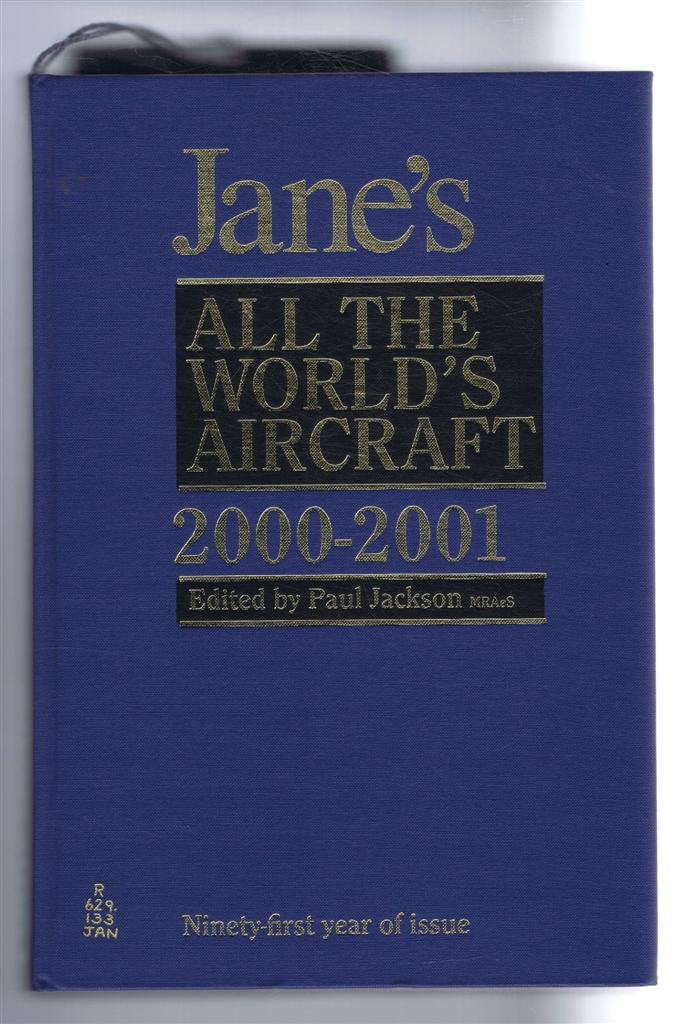 Jane's
ALL THE
WORLD'S
AIRCRAFT
2000-2001
Edited by Paul Jackson MRAeS
R
629.
133
JAN
Ninety-first year of issue